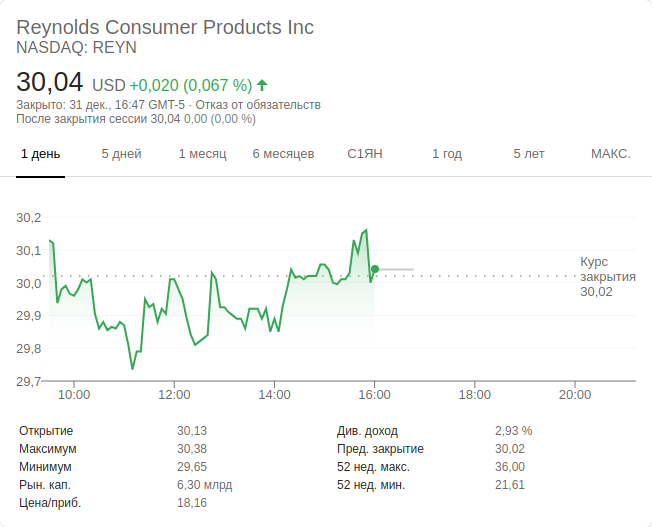 Reynolds Consumer Products Inc
NASDAQ: REYN
30,04 USD +0,020 (0,067 %)
Закрыто: 31 дек., 16:47 GMT-5 · Отказ от обязательств
После закрытия сессии 30,04 0,00 (0,00 %)
1 день 5 дней 1 месяц 6 месяцев С1ЯН 1 год 5 лет МАКС.
30,2
30,1
30,0
29,9
29,8
29,7
Курс
закрытия
30,02
10:00 12:00 14:00 16:00 18:00 20:00
Открытие 30,13 Див. доход 2,93 %
Максимум 30,38 Пред. закрытие 30,02
Минимум 29,65 52 нед. макс. 36,00
Рын. кап. 6,30 млрд 52 нед. мин. 21,61
Цена/приб. 18,16